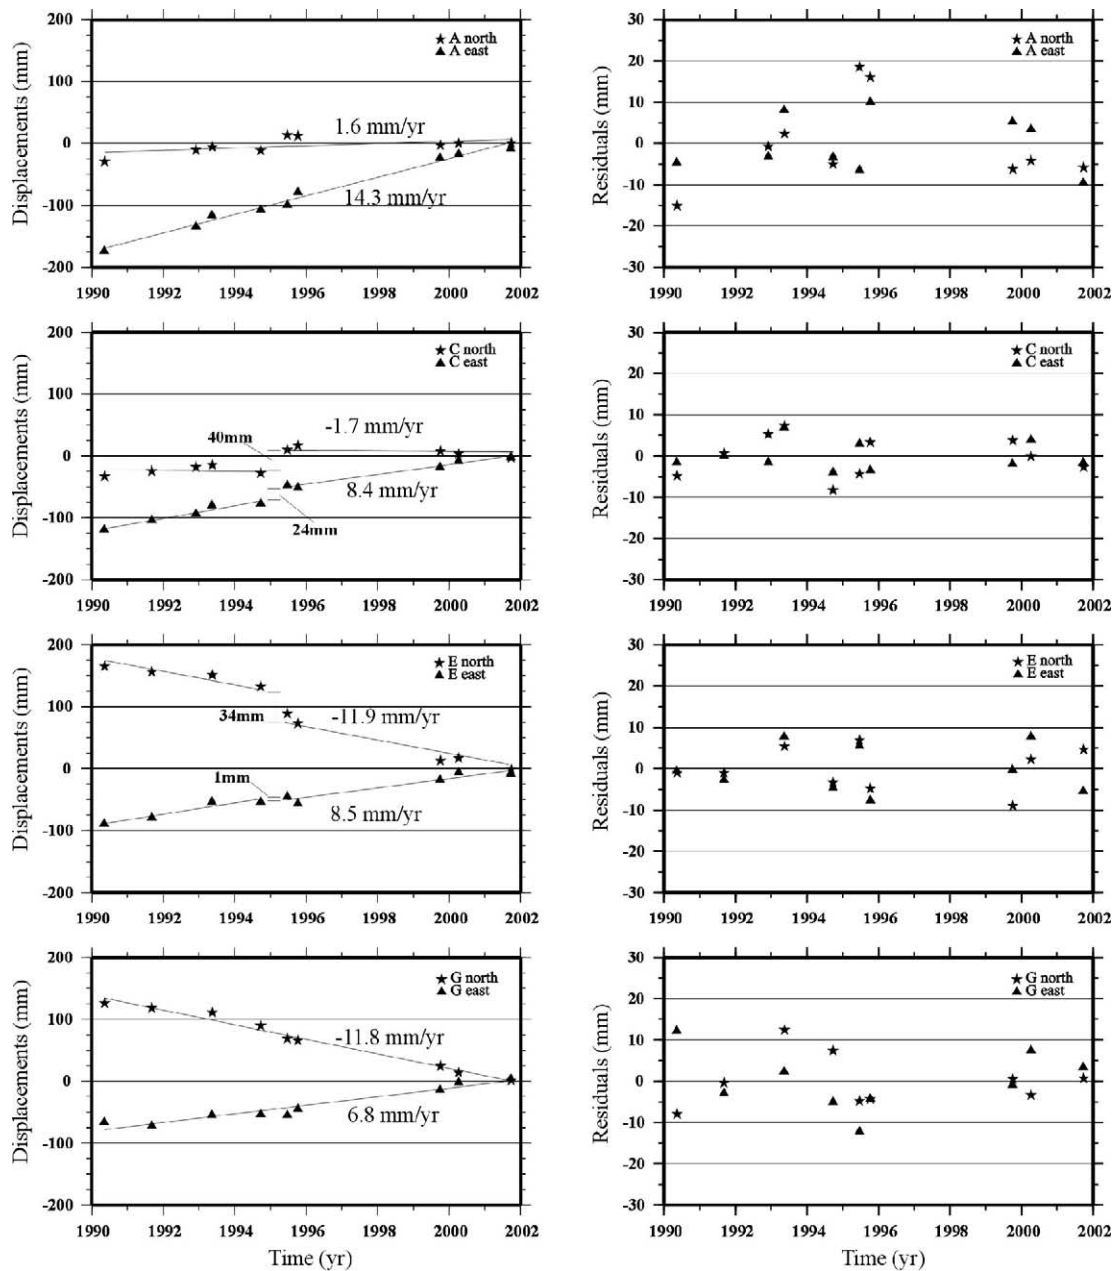 200
100
0
-100
-200
Displacements (mm)
A north
A east
1.6 mm/yr
14.3 mm/yr
1990 1992 1994 1996 1998 2000 2002
30
20
10
0
-10
-20
-30
Residuals (mm)
A north
A east
1990 1992 1994 1996 1998 2000 2002
200
100
0
-100
-200
Displacements (mm)
C north
C east
-1.7 mm/yr
40mm
8.4 mm/yr
24mm
1990 1992 1994 1996 1998 2000 2002
30
20
10
0
-10
-20
-30
Residuals (mm)
C north
C east
1990 1992 1994 1996 1998 2000 2002
200
100
0
-100
-200
Displacements (mm)
E north
E east
34mm
-11.9 mm/yr
1mm
8.5 mm/yr
1990 1992 1994 1996 1998 2000 2002
30
20
10
0
-10
-20
-30
Residuals (mm)
E north
E east
1990 1992 1994 1996 1998 2000 2002
200
100
0
-100
-200
Displacements (mm)
G north
G east
-11.8 mm/yr
6.8 mm/yr
1990 1992 1994 1996 1998 2000 2002
Time (yr)
30
20
10
0
-10
-20
-30
Residuals (mm)
G north
G east
1990 1992 1994 1996 1998 2000 2002
Time (yr)